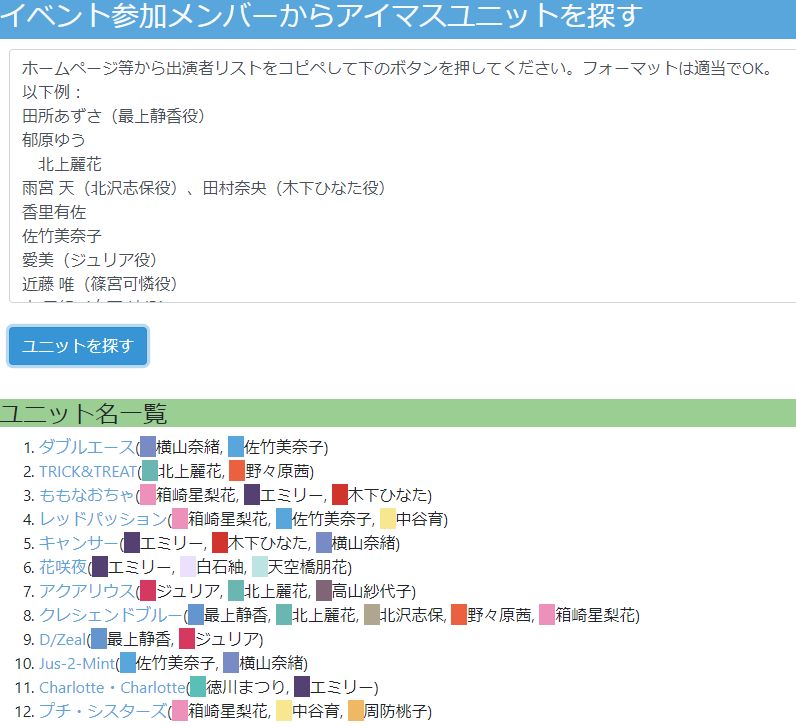 イベント参加メンバーからアイマスユニットを探す
ホームページ等から出演者リストをコピペして下のボタンを押してください。フォーマットは適当でOK。
以下例：
田所あずさ（最上静香役）
郁原ゆう
北上麗花
雨宮 天（北沢志保役）、田村奈央（木下ひなた役）
香里有佐
佐竹美奈子
愛美（ジュリア役）
近藤 唯（篠宮可憐役）
ユニットを探す
ユニット名一覧
1. ダブルエース(横山奈緒, 佐竹美奈子)
2. TRICK&TREAT(北上麗花, 野々原茜)
3. ももなおちゃ(箱崎星梨花, エミリー, 木下ひなた)
4. レッドパッション(箱崎星梨花, 佐竹美奈子, 中谷育)
5. キャンサー(エミリー, 木下ひなた, 横山奈緒)
6. 花咲夜(エミリー, 白石紬, 天空橋朋花)
7. アクアリウス(ジュリア, 北上麗花, 高山紗代子)
8. クレシェンドブルー(最上静香, 北上麗花, 北沢志保, 野々原茜, 箱崎星梨花)
9. D/Zeal(最上静香, ジュリア)
10. Jus-2-Mint(佐竹美奈子, 横山奈緒)
11. Charlotte・Charlotte(徳川まつり, エミリー)
12. プチ・シスターズ(箱崎星梨花, 中谷育, 周防桃子)